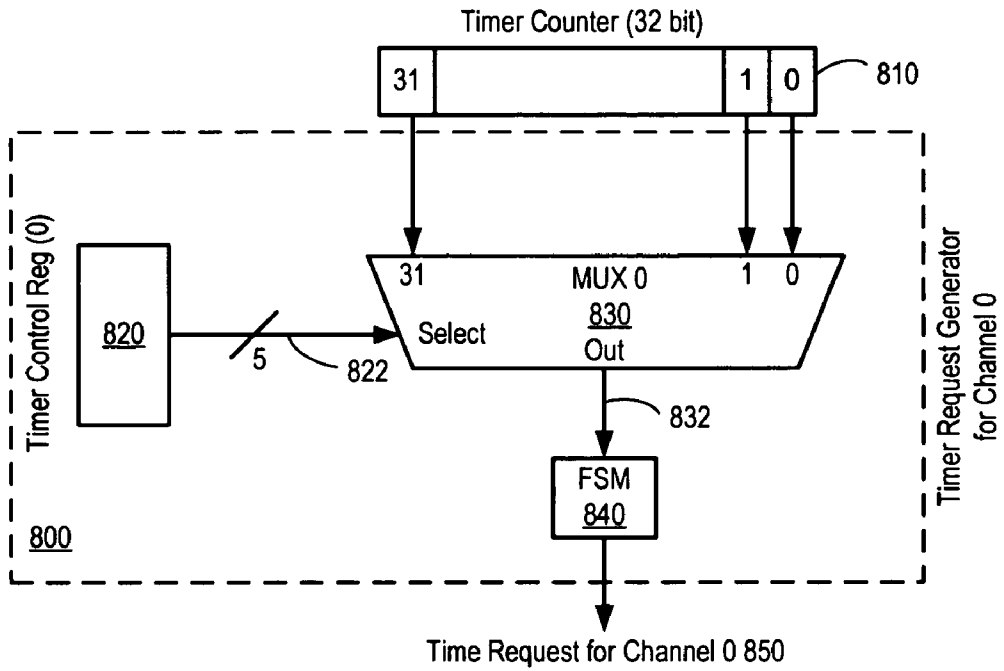 Timer Counter (32 bit)
31
1
0
810
Timer Control Reg (0)
820
5
822
31
1
0
MUX 0
830
Select
Out
832
FSM
840
800
Timer Request Generator
for Channel 0
Time Request for Channel 0 850